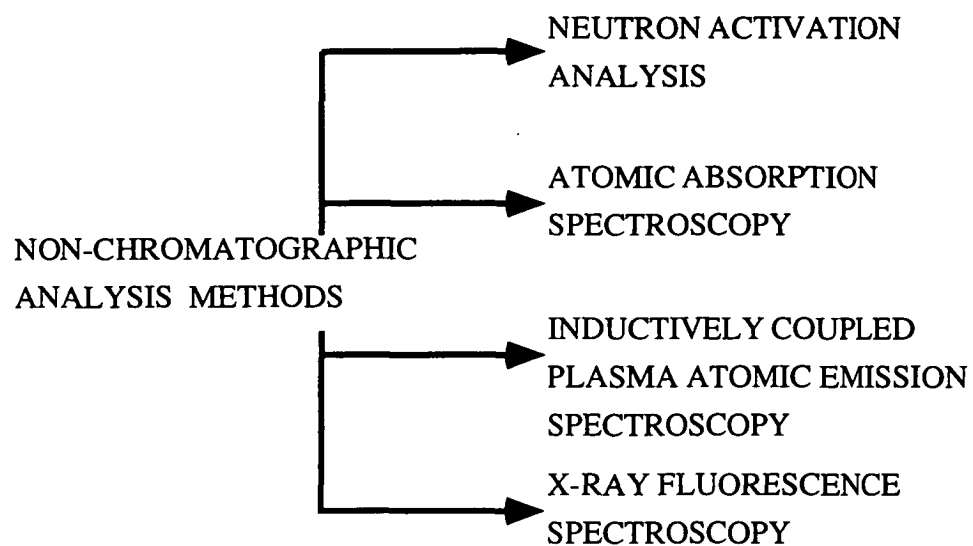 NEUTRON ACTIVATION
ANALYSIS
ATOMIC ABSORPTION
SPECTROSCOPY
NON-CHROMATOGRAPHIC
ANALYSIS METHODS
INDUCTIVELY COUPLED
PLASMA ATOMIC EMISSION
SPECTROSCOPY
X-RAY FLUORESCENCE
SPECTROSCOPY